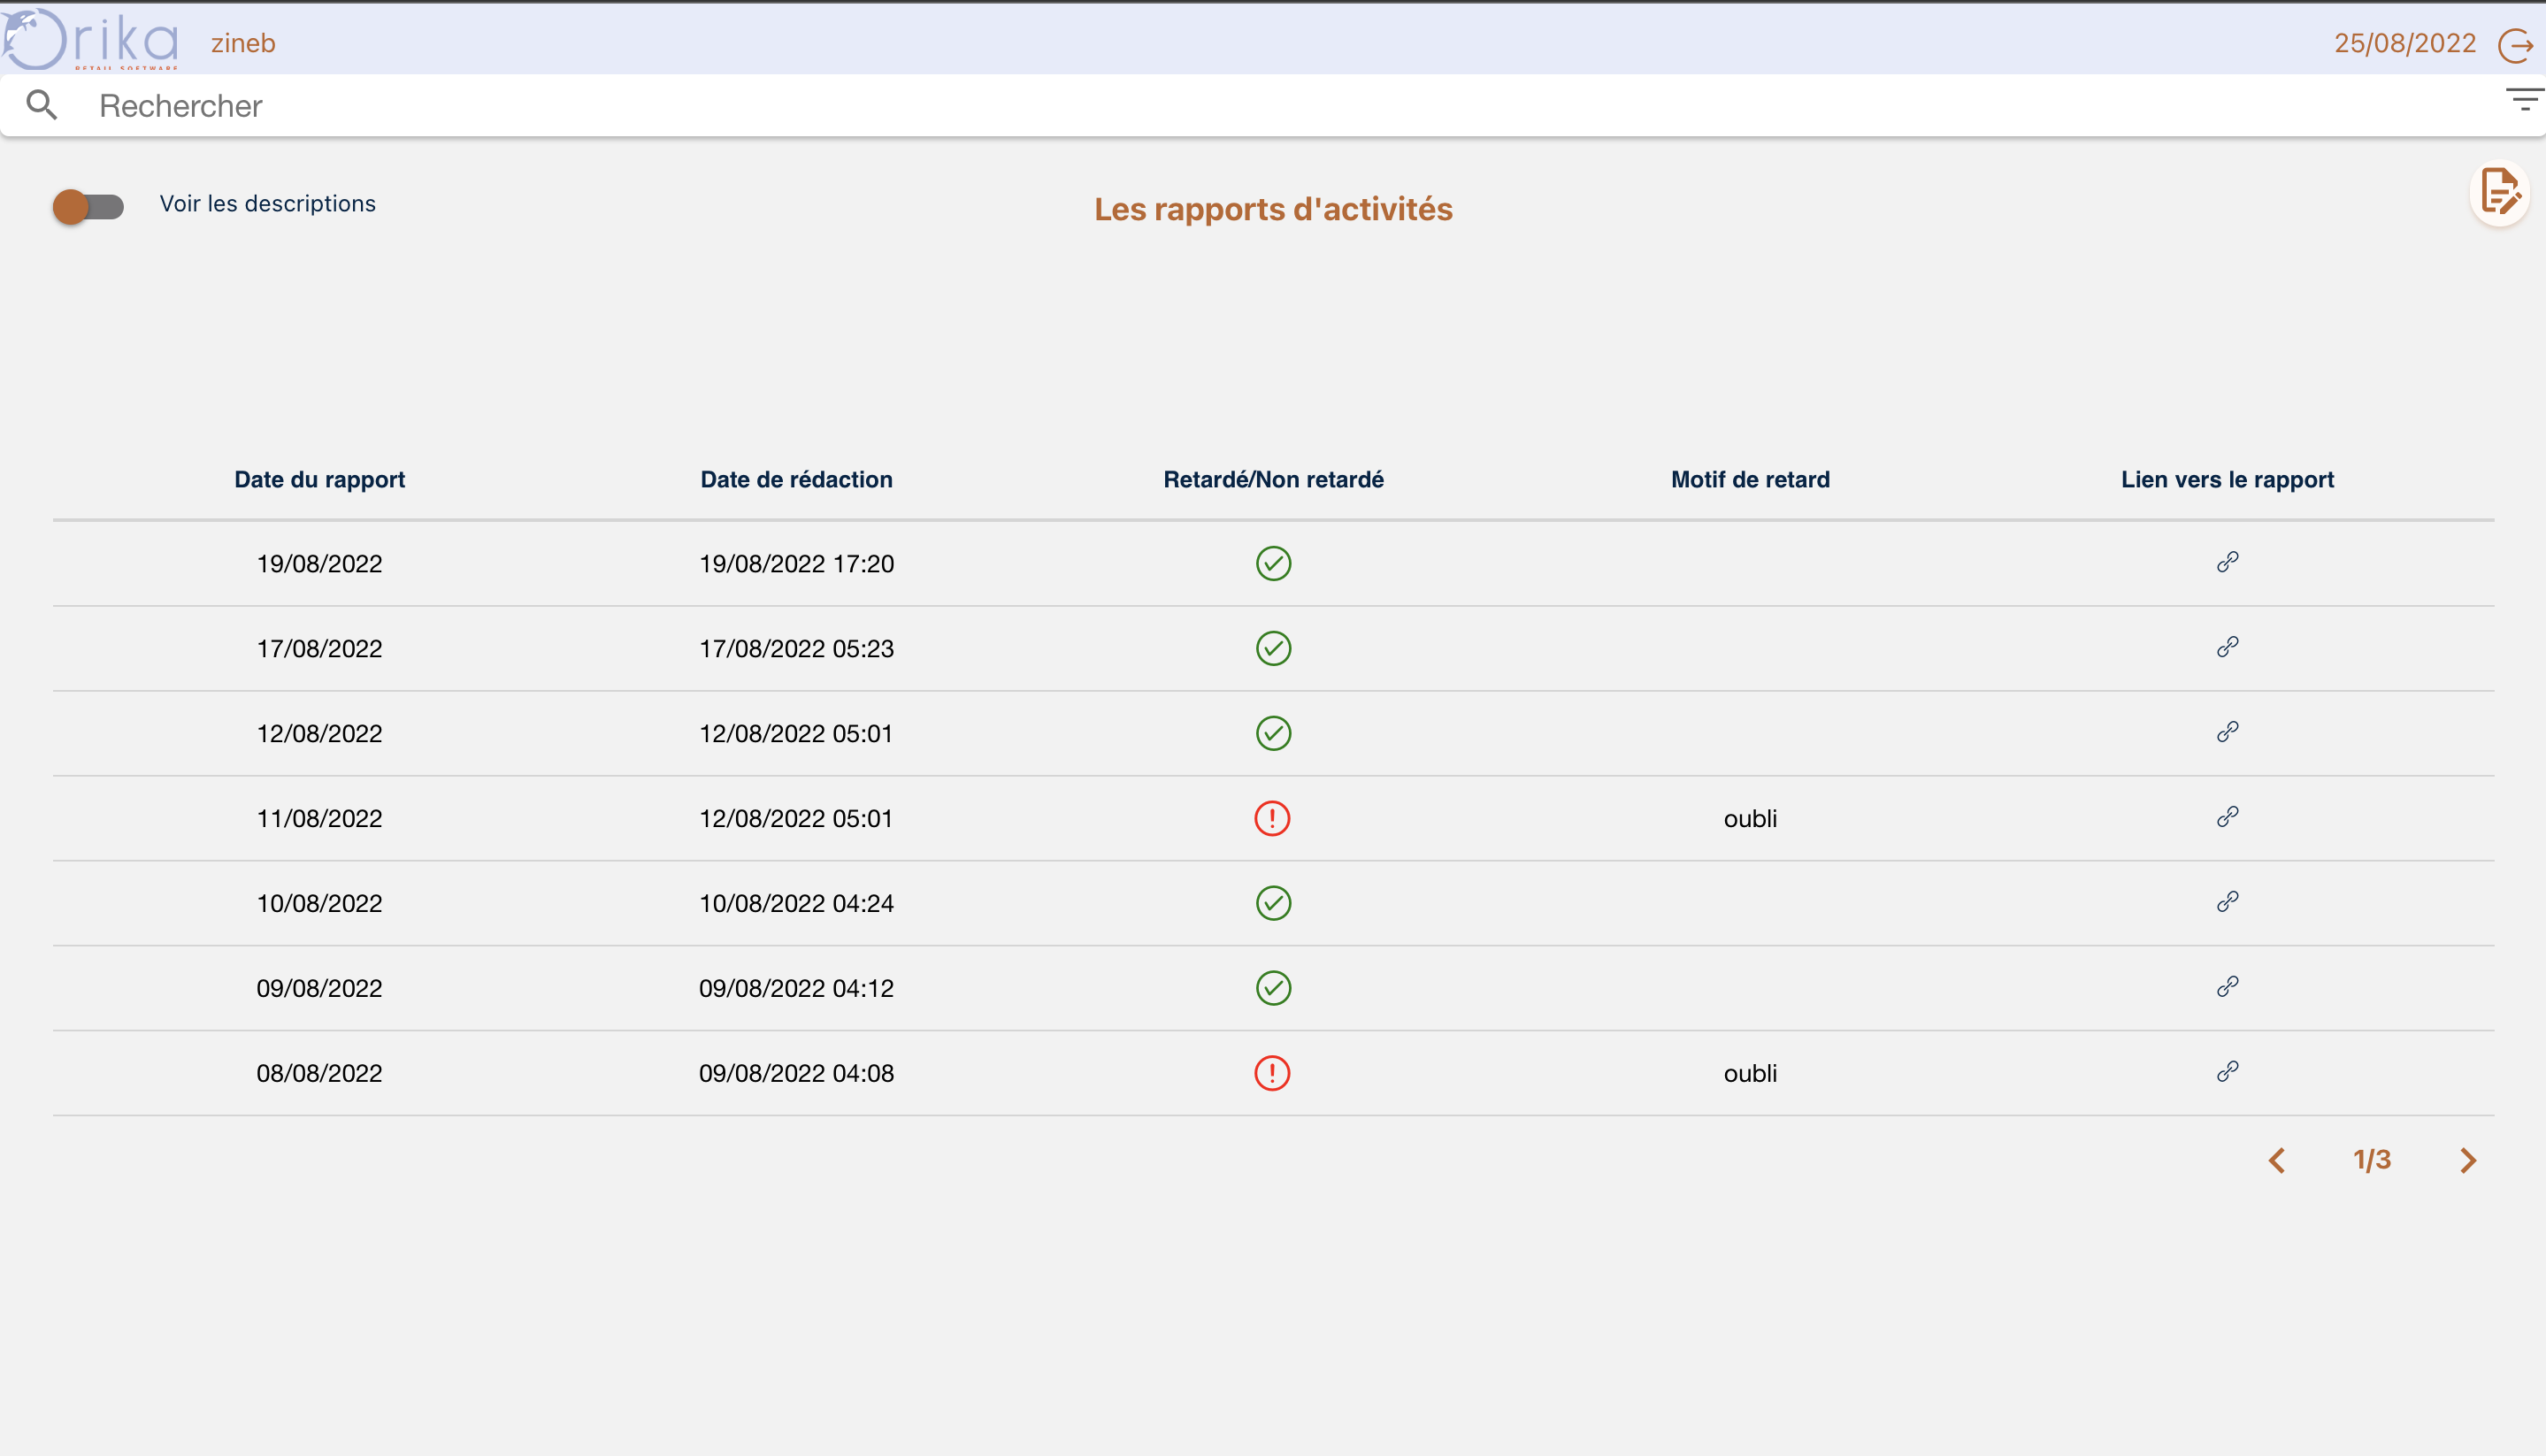 Orika zineb 25/08/2022
RETAIL SOFTWARE
Rechercher
Voir les descriptions
Les rapports d'activités
Date du rapport Date de rédaction Retardé/Non retardé Motif de retard Lien vers le rapport
19/08/2022 19/08/2022 17:20
17/08/2022 17/08/2022 05:23
12/08/2022 12/08/2022 05:01
11/08/2022 12/08/2022 05:01 oubli
10/08/2022 10/08/2022 04:24
09/08/2022 09/08/2022 04:12
08/08/2022 09/08/2022 04:08 oubli
1/3